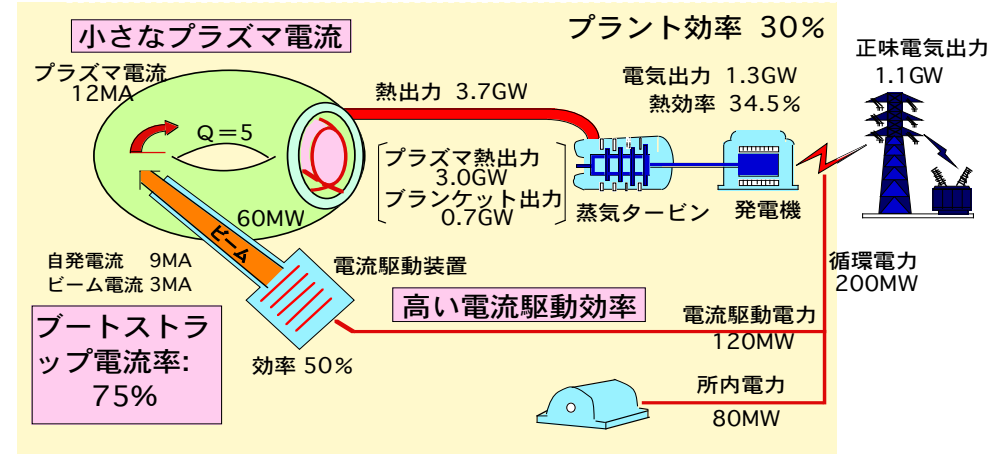 小さなプラズマ電流
プラント効率 30%
正味電気出力
1.1GW
プラズマ電流
12MA
熱出力 3.7GW
電気出力 1.3GW
熱効率 34.5%
Q=5
プラズマ熱出力
3.0GW
ブランケット出力
0.7GW
蒸気タービン
発電機
60MW
ビーム
自発電流 9MA
ビーム電流 3MA
電流駆動装置
循環電力
200MW
高い電流駆動効率
電流駆動電力
120MW
ブートストラ
ップ電流率:
75%
効率 50%
所内電力
80MW